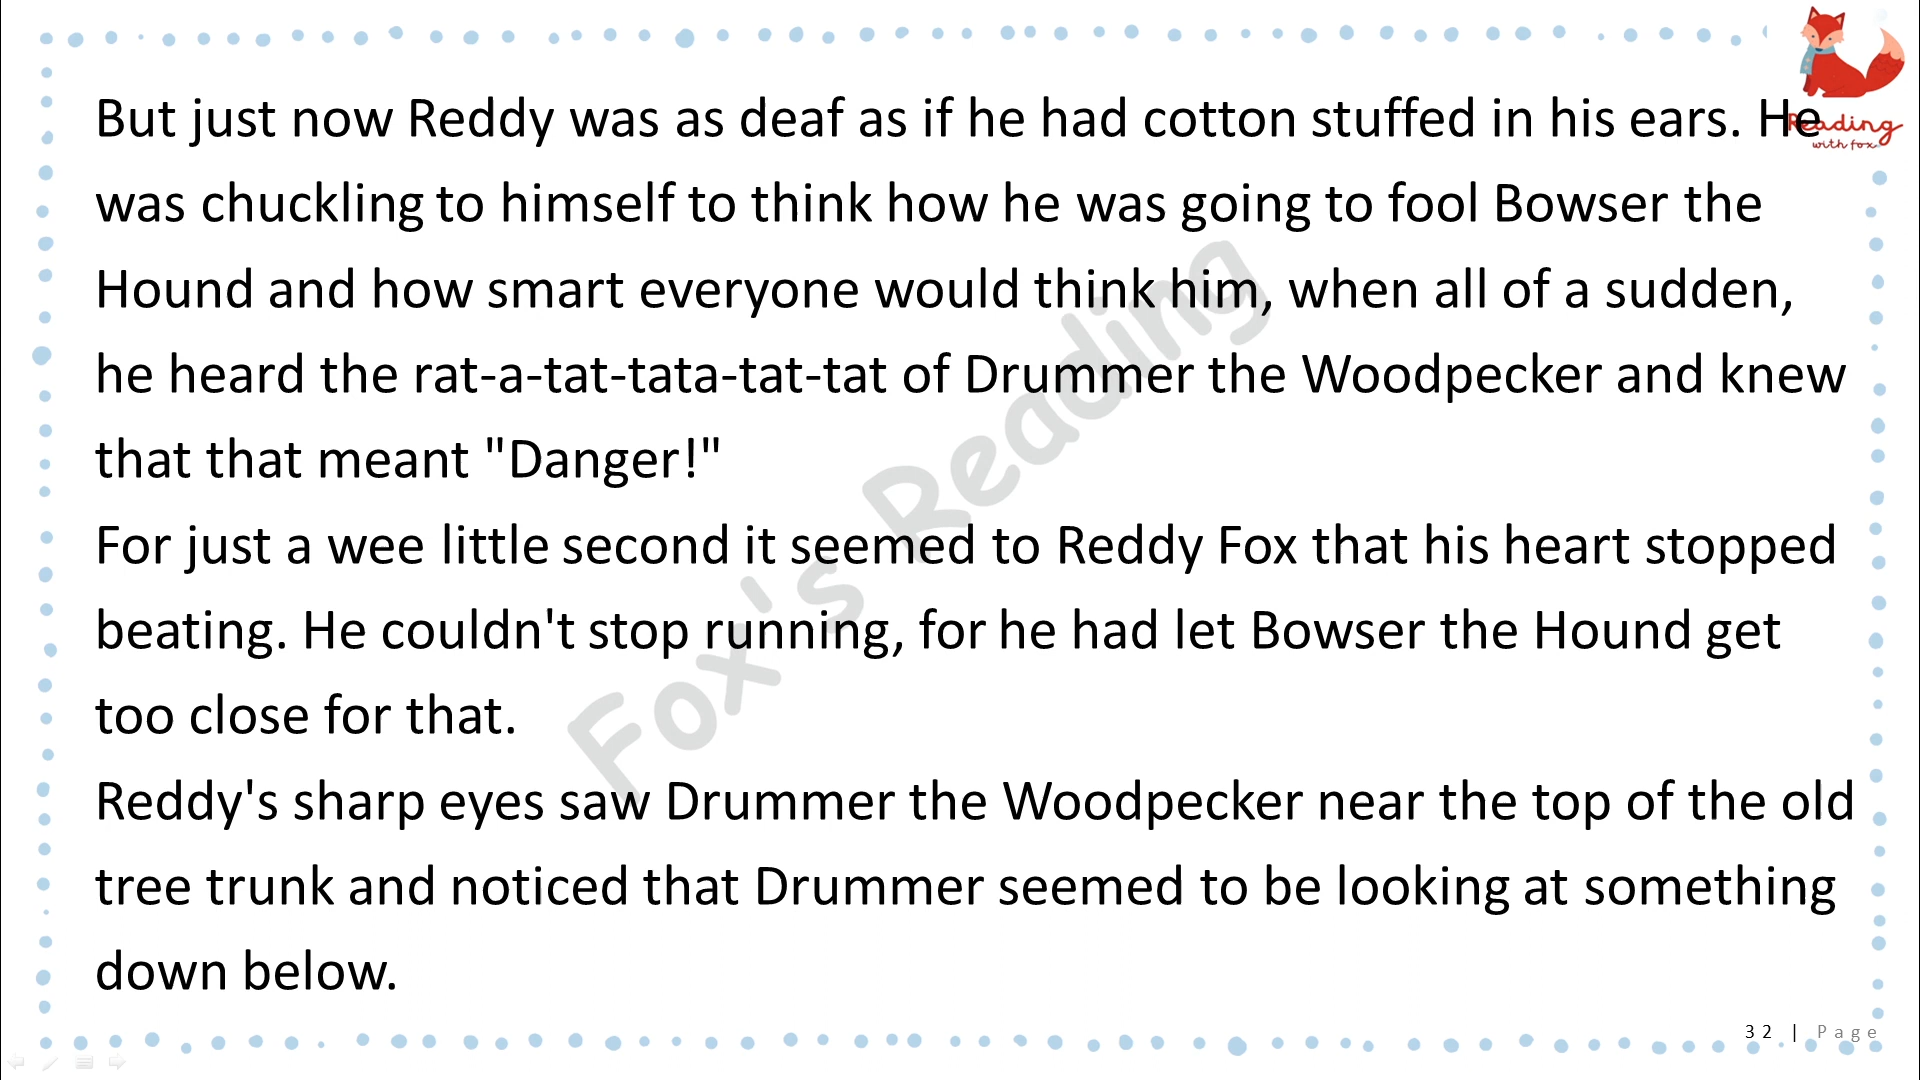 But just now Reddy was as deaf as if he had cotton stuffed in his ears. He
was chuckling to himself to think how he was going to fool Bowser the
Hound and how smart everyone would think him, when all of a sudden,
he heard the rat-a-tat-tata-tat-tat of Drummer the Woodpecker and knew
that that meant "Danger!"
For just a wee little second it seemed to Reddy Fox that his heart stopped
beating. He couldn't stop running, for he had let Bowser the Hound get
too close for that.
Reddy's sharp eyes saw Drummer the Woodpecker near the top of the old
tree trunk and noticed that Drummer seemed to be looking at something
down below.
Reading
with fox
Fox's Reading
32 | Page